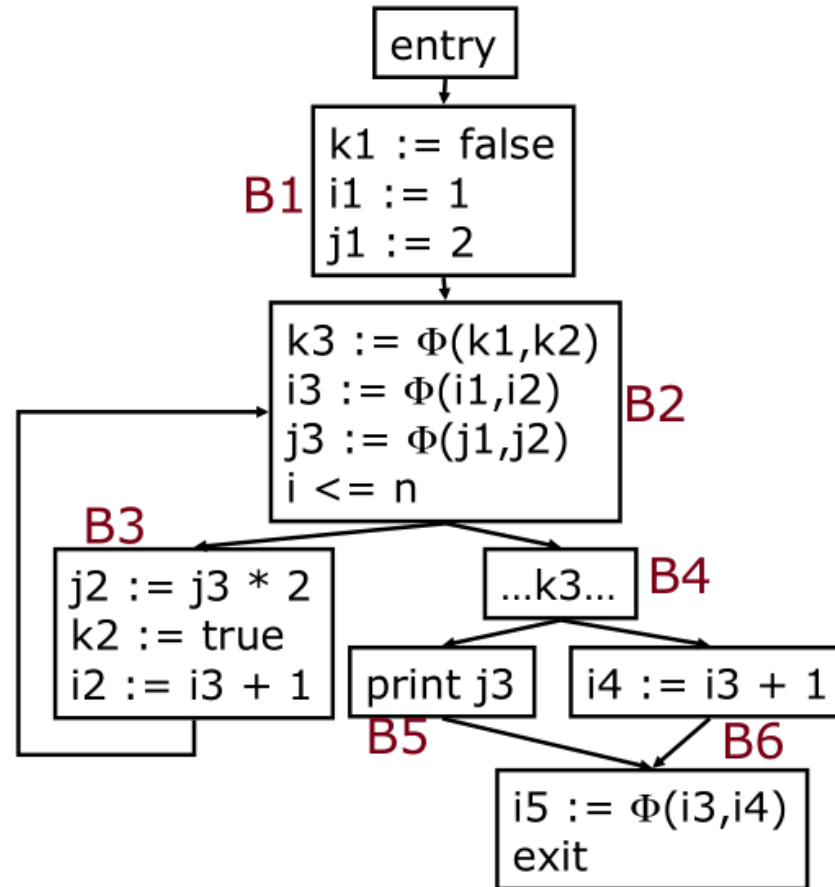 entry
B1
k1 := false
i1 := 1
j1 := 2
k3 := Φ(k1,k2)
i3 := Φ(i1,i2)
j3 := Φ(j1,j2)
i <= n
B2
B3
j2 := j3 * 2
k2 := true
i2 := i3 + 1
...k3...
B4
print j3
B5
i4 := i3 + 1
B6
i5 := Φ(i3,i4)
exit